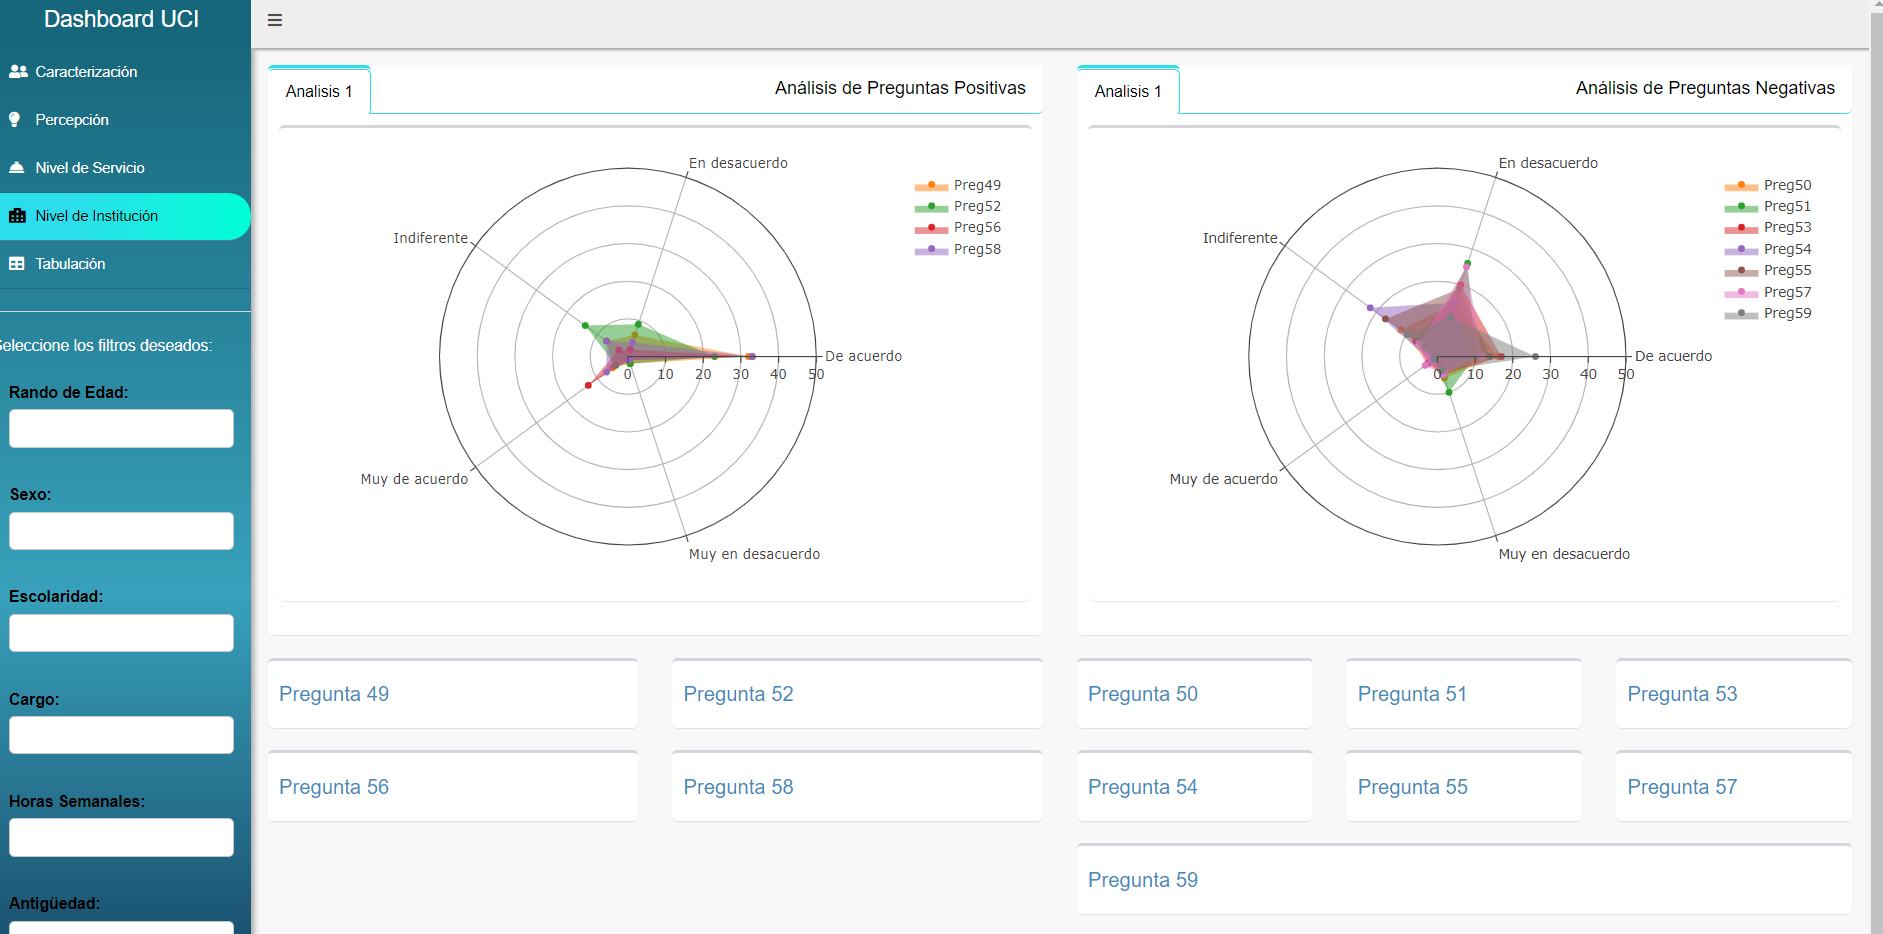 Dashboard UCI
Caracterización
Percepción
Nivel de Servicio
Nivel de Institución
Tabulación
eleccione los filtros deseados:
Rando de Edad:
Sexo:
Escolaridad:
Cargo:
Horas Semanales:
Antigüedad:
Analisis 1
Análisis de Preguntas Positivas
En desacuerdo
Indiferente
De acuerdo
0 10 20 30 40 50
Muy de acuerdo
Muy en desacuerdo
Preg49
Preg52
Preg56
Preg58
Analisis 1
Análisis de Preguntas Negativas
En desacuerdo
Indiferente
De acuerdo
0 10 20 30 40 50
Muy de acuerdo
Muy en desacuerdo
Preg50
Preg51
Preg53
Preg54
Preg55
Preg57
Preg59
Pregunta 49
Pregunta 52
Pregunta 56
Pregunta 58
Pregunta 50
Pregunta 51
Pregunta 53
Pregunta 54
Pregunta 55
Pregunta 57
Pregunta 59